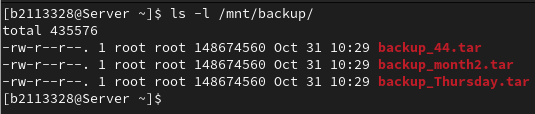 [b2113328@Server ~]$ ls -l /mnt/backup/
total 435576
-rw-r--r--. 1 root root 148674560 Oct 31 10:29 backup_44.tar
-rw-r--r--. 1 root root 148674560 Oct 31 10:29 backup_month2.tar
-rw-r--r--. 1 root root 148674560 Oct 31 10:29 backup_Thursday.tar
[b2113328@Server ~]$